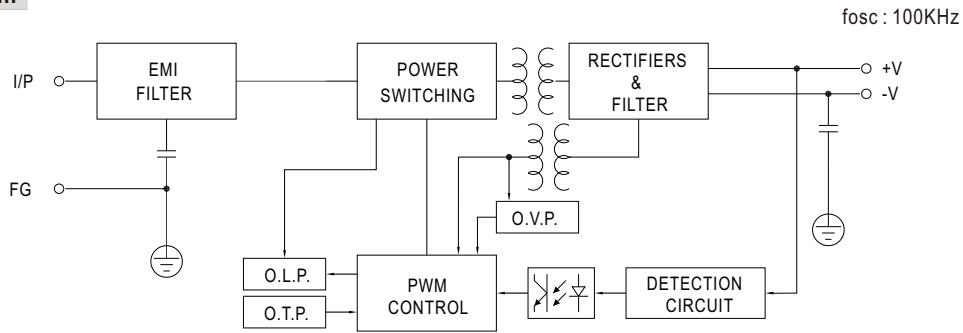 fosc : 100KHz
I/P
EMI
FILTER
POWER
SWITCHING
RECTIFIERS
&
FILTER
+V
-V
FG
O.V.P.
O.L.P.
O.T.P.
PWM
CONTROL
DETECTION
CIRCUIT